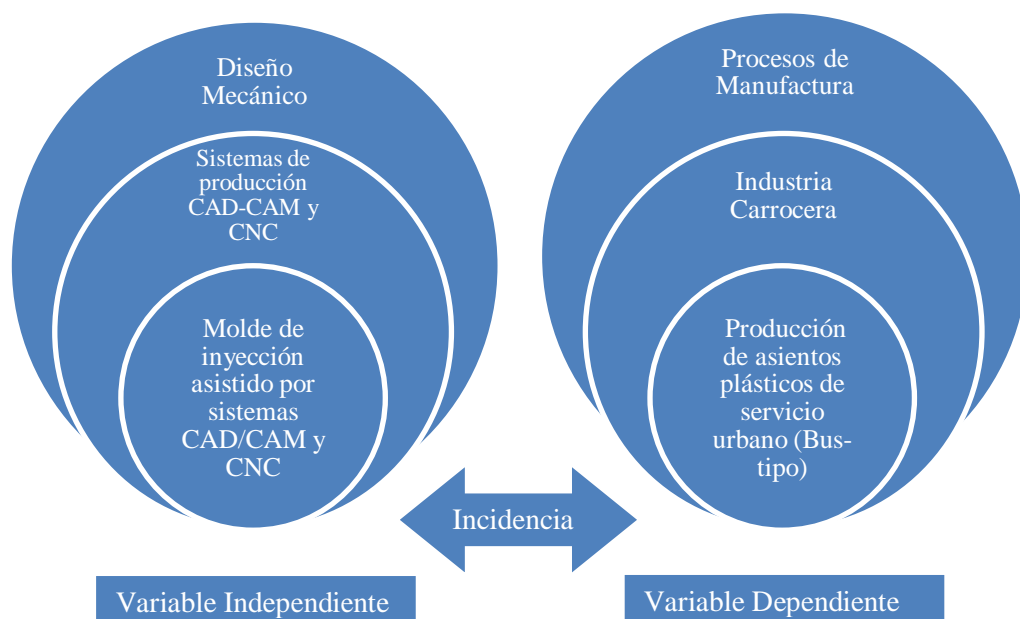 Diseño
Mecánico
Sistemas de
producción
CAD-CAM y
CNC
Molde de
inyección
asistido por
sistemas
CAD/CAM y
CNC
Procesos de
Manufactura
Industria
Carrocera
Producción
de asientos
plásticos de
servicio
urbano (Bus-
tipo)
Incidencia
Variable Independiente
Variable Dependiente